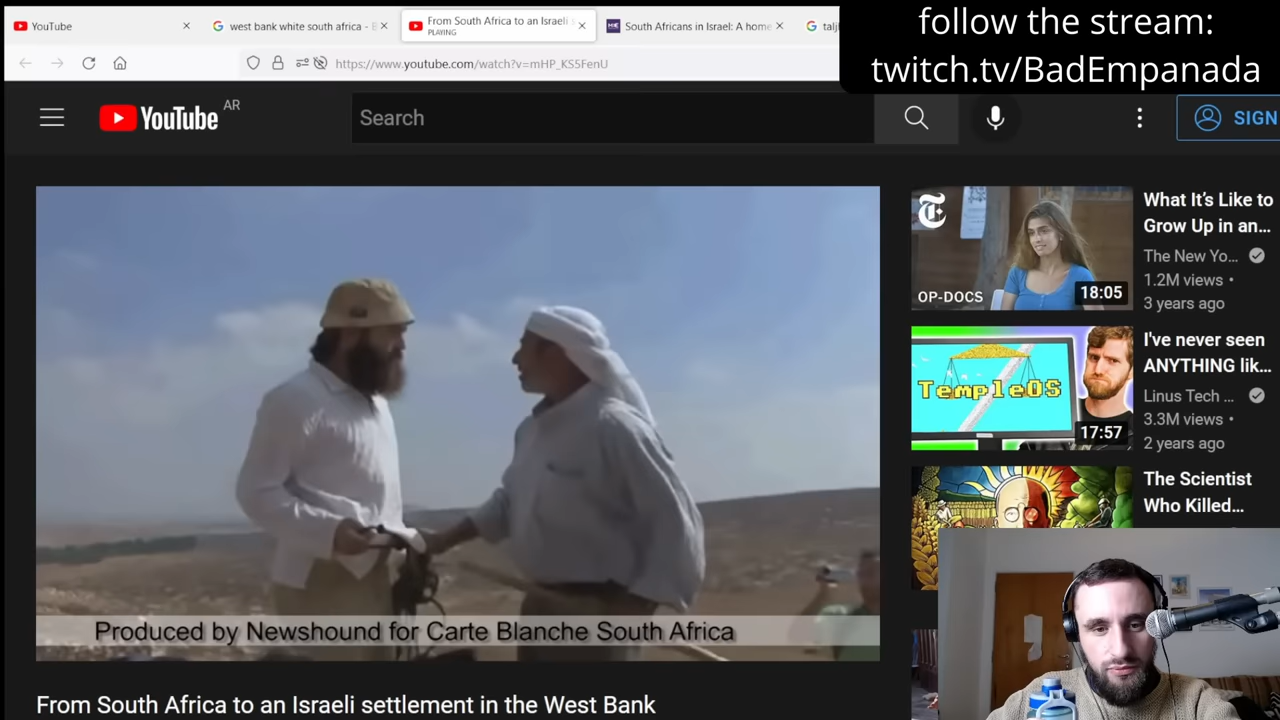 YouTube
west bank white south africa - B
From South Africa to an Israeli
PLAYING
South Africans in Israel: A home
talj
follow the stream:
twitch.tv/BadEmpanada
https://www.youtube.com/watch?v=mHP_KS5FenU
YouTube
AR
Search
SIGN
What It's Like to
Grow Up in an...
The New Yo...
1.2M views •
3 years ago
OP-DOCS
18:05
I've never seen
ANYTHING lik...
Linus Tech ...
3.3M views •
2 years ago
TempleOS
17:57
The Scientist
Who Killed...
Produced by Newshound for Carte Blanche South Africa
From South Africa to an Israeli settlement in the West Bank